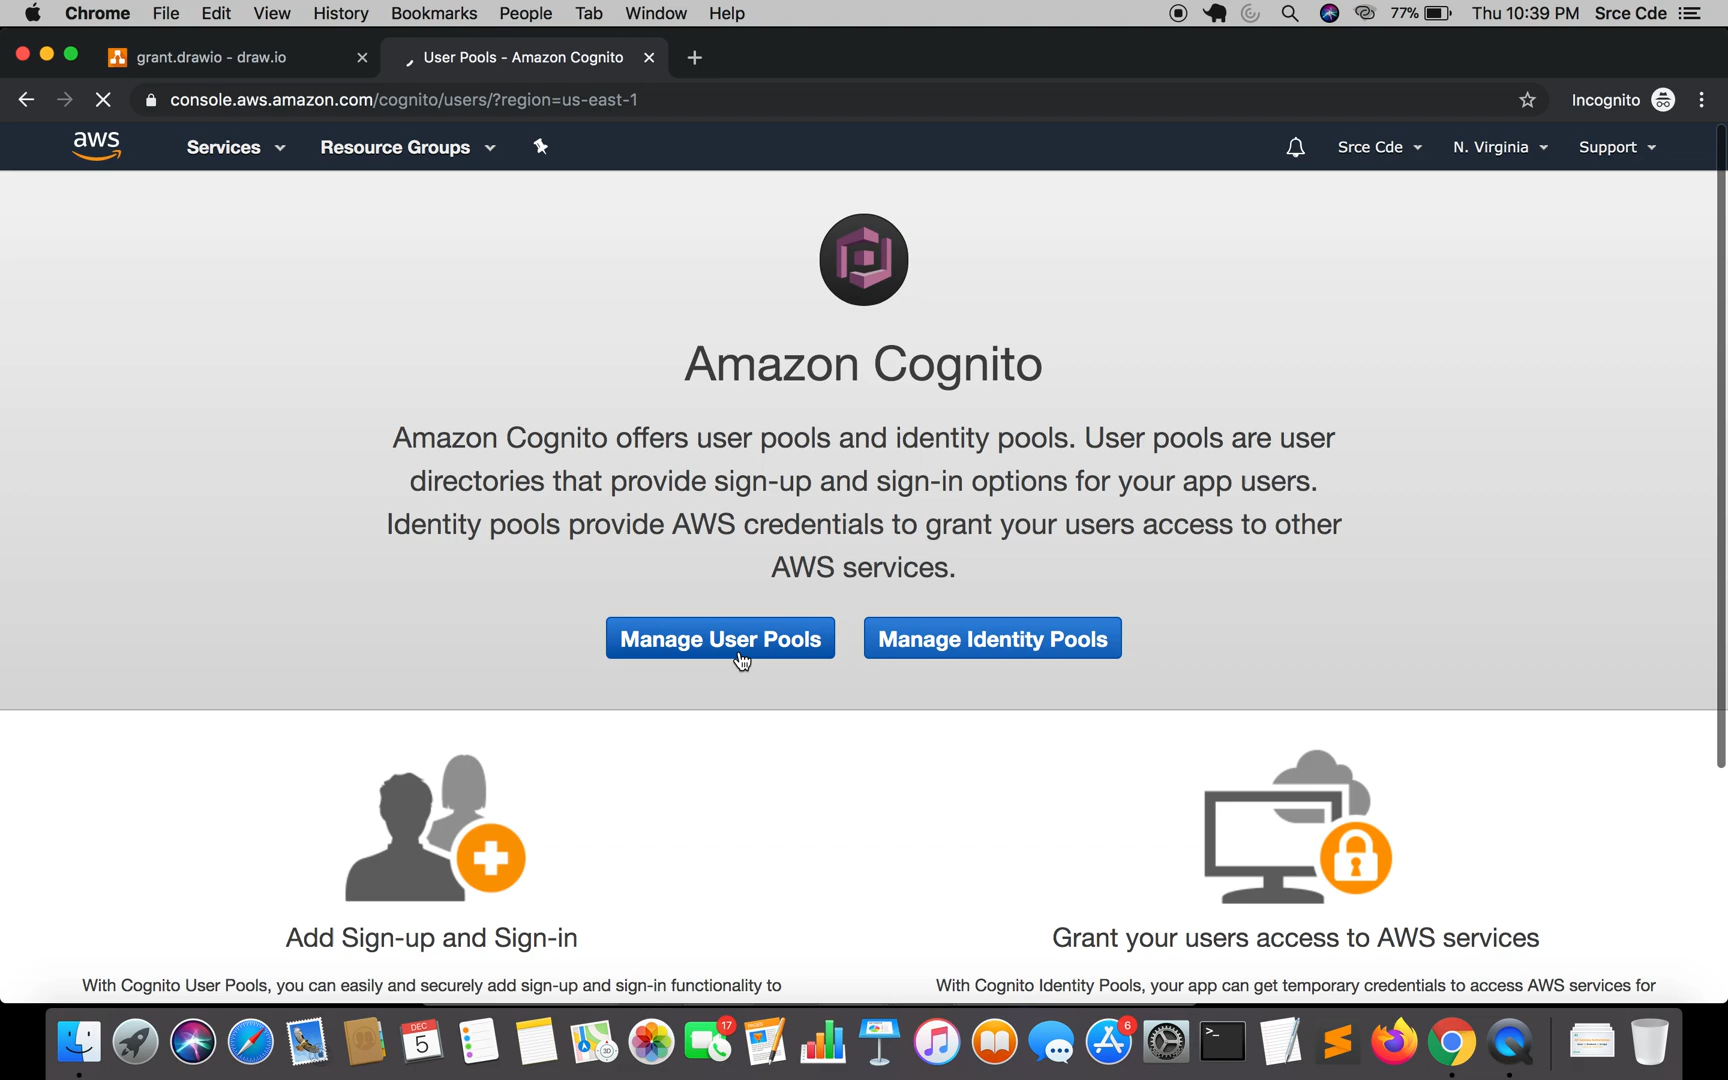 Chrome File Edit View History Bookmarks People Tab Window Help 77% Thu 10:39 PM Srce Cde
grant.drawio - draw.io User Pools - Amazon Cognito
console.aws.amazon.com/cognito/users/?region=us-east-1 Incognito
aws Services Resource Groups Srce Cde N. Virginia Support
Amazon Cognito
Amazon Cognito offers user pools and identity pools. User pools are user
directories that provide sign-up and sign-in options for your app users.
Identity pools provide AWS credentials to grant your users access to other
AWS services.
Manage User Pools Manage Identity Pools
Add Sign-up and Sign-in Grant your users access to AWS services
With Cognito User Pools, you can easily and securely add sign-up and sign-in functionality to With Cognito Identity Pools, your app can get temporary credentials to access AWS services for
DEC
5
17
6